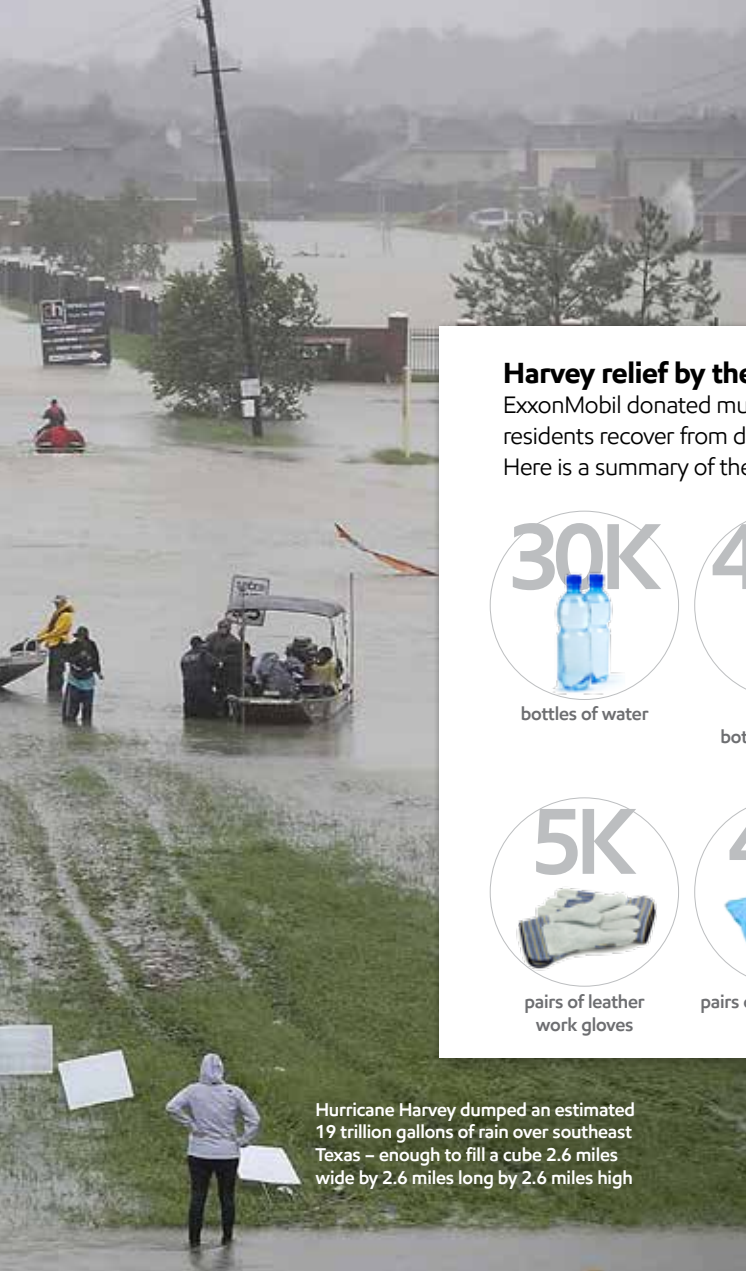 Harvey relief by the
ExxonMobil donated mu
residents recover from d
Here is a summary of the
30K
bottles of water
4
bot
5K
pairs of leather
work gloves
4
pairs
Hurricane Harvey dumped an estimated
19 trillion gallons of rain over southeast
Texas – enough to fill a cube 2.6 miles
wide by 2.6 miles long by 2.6 miles high